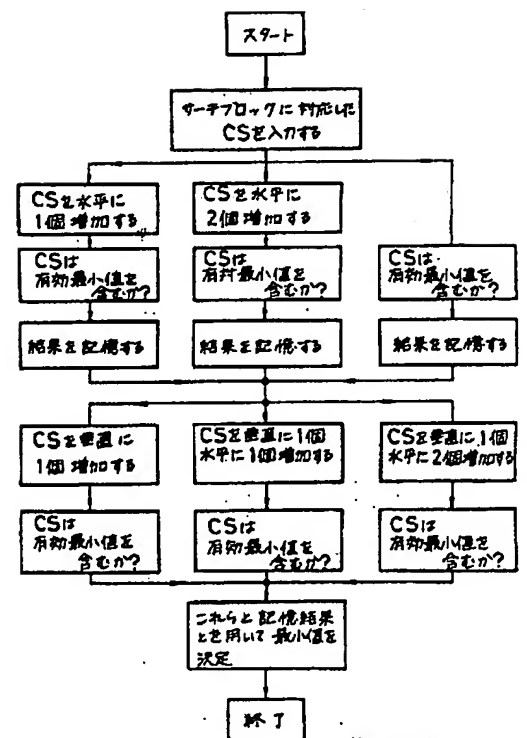 スタート
サーチブロックに対応した
CSを入力する
CSを水平に
1個増加する
CSを水平に
2個増加する
CSは
有効最小値を
含むか?
CSは
有効最小値を
含むか?
CSは
有効最小値を
含むか?
結果を記憶する
結果を記憶する
結果を記憶する
CSを垂直に
1個増加する
CSを垂直に1個
水平に1個増加する
CSを垂直に1個
水平に2個増加する
CSは
有効最小値を
含むか?
CSは
有効最小値を
含むか?
CSは
有効最小値を
含むか?
これらと記憶結果
とを用いて最小値を
決定
終了